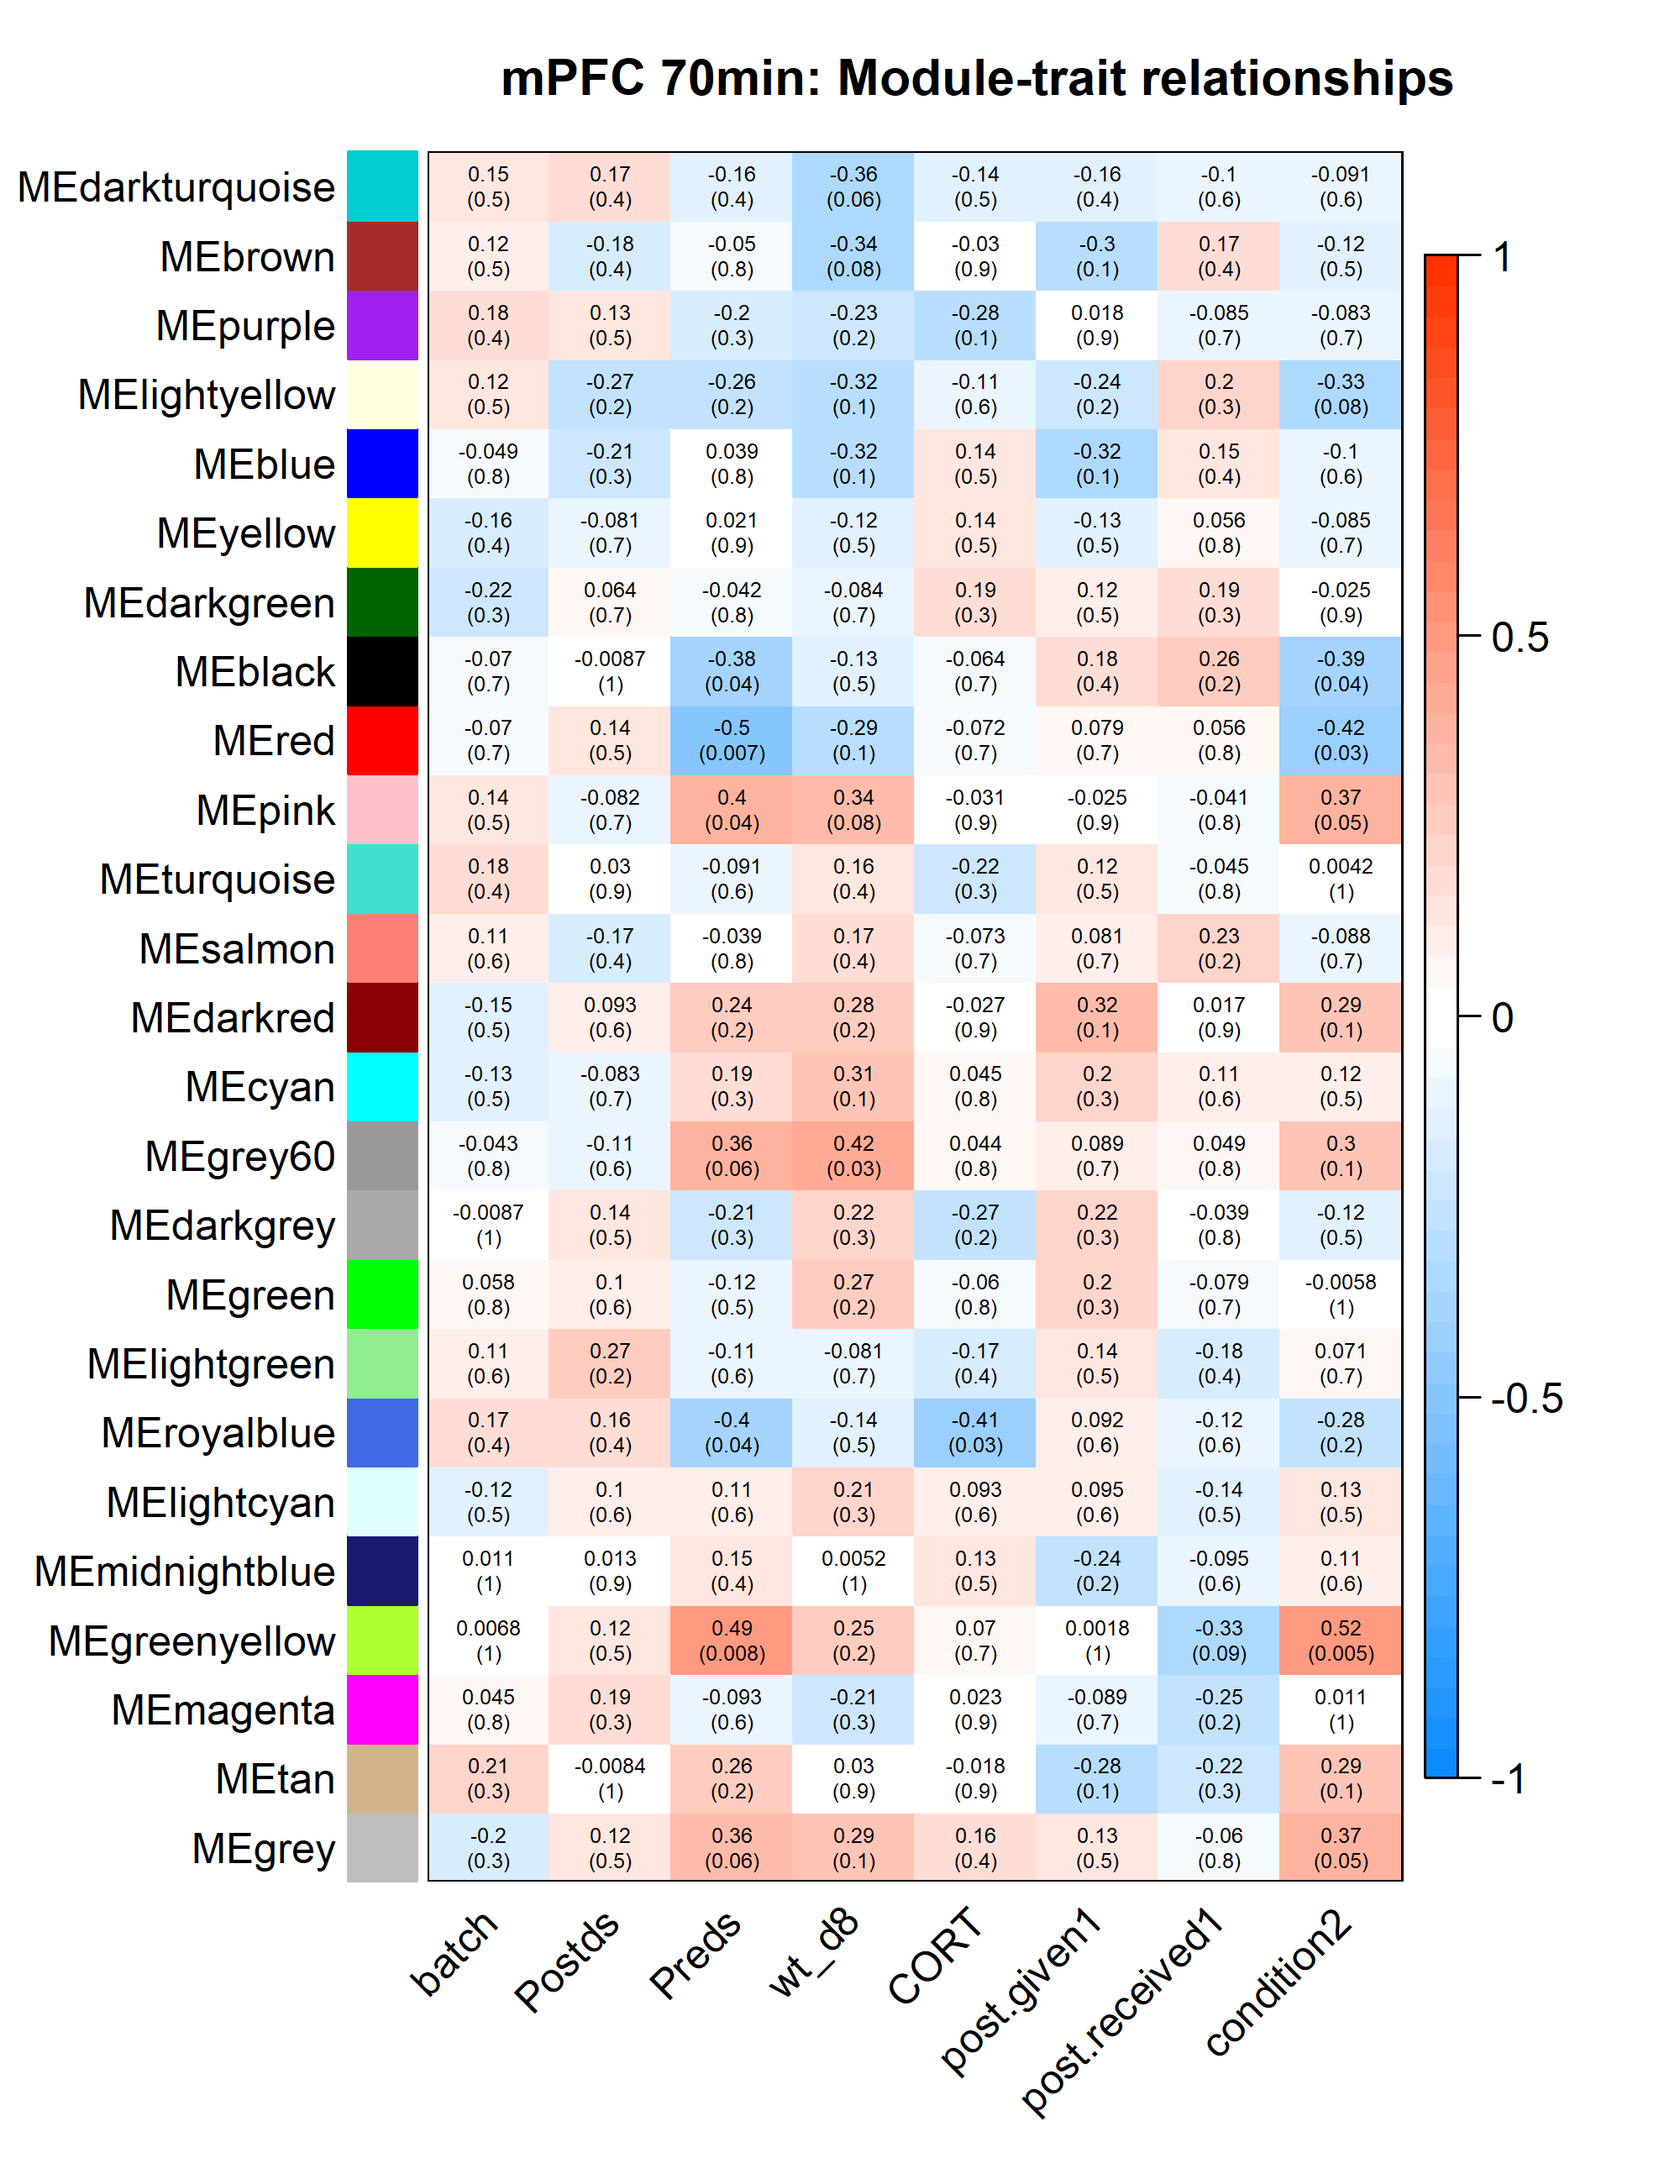 mPFC 70min: Module-trait relationships
MEdarkturquoise 0.15 0.17 -0.16 -0.36 -0.14 -0.16 -0.1 -0.091
(0.5) (0.4) (0.4) (0.06) (0.5) (0.4) (0.6) (0.6)
MEbrown 0.12 -0.18 -0.05 -0.34 -0.03 -0.3 0.17 -0.12
(0.5) (0.4) (0.8) (0.08) (0.9) (0.1) (0.4) (0.5)
MEpurple 0.18 0.13 -0.2 -0.23 -0.28 0.018 -0.085 -0.083
(0.4) (0.5) (0.3) (0.2) (0.1) (0.9) (0.7) (0.7)
MElightyellow 0.12 -0.27 -0.26 -0.32 -0.11 -0.24 0.2 -0.33
(0.5) (0.2) (0.2) (0.1) (0.6) (0.2) (0.3) (0.08)
MEblue -0.049 -0.21 0.039 -0.32 0.14 -0.32 0.15 -0.1
(0.8) (0.3) (0.8) (0.1) (0.5) (0.1) (0.4) (0.6)
MEyellow -0.16 -0.081 0.021 -0.12 0.14 -0.13 0.056 -0.085
(0.4) (0.7) (0.9) (0.5) (0.5) (0.5) (0.8) (0.7)
MEdarkgreen -0.22 0.064 -0.042 -0.084 0.19 0.12 0.19 -0.025
(0.3) (0.7) (0.8) (0.7) (0.3) (0.5) (0.3) (0.9)
MEblack -0.07 -0.0087 -0.38 -0.13 -0.064 0.18 0.26 -0.39
(0.7) (1) (0.04) (0.5) (0.7) (0.4) (0.2) (0.04)
MEred -0.07 0.14 -0.5 -0.29 -0.072 0.079 0.056 -0.42
(0.7) (0.5) (0.007) (0.1) (0.7) (0.7) (0.8) (0.03)
MEpink 0.14 -0.082 0.4 0.34 -0.031 -0.025 -0.041 0.37
(0.5) (0.7) (0.04) (0.08) (0.9) (0.9) (0.8) (0.05)
MEturquoise 0.18 0.03 -0.091 0.16 -0.22 0.12 -0.045 0.0042
(0.4) (0.9) (0.6) (0.4) (0.3) (0.5) (0.8) (1)
MEsalmon 0.11 -0.17 -0.039 0.17 -0.073 0.081 0.23 -0.088
(0.6) (0.4) (0.8) (0.4) (0.7) (0.7) (0.2) (0.7)
MEdarkred -0.15 0.093 0.24 0.28 -0.027 0.32 0.017 0.29
(0.5) (0.6) (0.2) (0.2) (0.9) (0.1) (0.9) (0.1)
MEcyan -0.13 -0.083 0.19 0.31 0.045 0.2 0.11 0.12
(0.5) (0.7) (0.3) (0.1) (0.8) (0.3) (0.6) (0.5)
MEgrey60 -0.043 -0.11 0.36 0.42 0.044 0.089 0.049 0.3
(0.8) (0.6) (0.06) (0.03) (0.8) (0.7) (0.8) (0.1)
MEdarkgrey -0.0087 0.14 -0.21 0.22 -0.27 0.22 -0.039 -0.12
(1) (0.5) (0.3) (0.3) (0.2) (0.3) (0.8) (0.5)
MEgreen 0.058 0.1 -0.12 0.27 -0.06 0.2 -0.079 -0.0058
(0.8) (0.6) (0.5) (0.2) (0.8) (0.3) (0.7) (1)
MElightgreen 0.11 0.27 -0.11 -0.081 -0.17 0.14 -0.18 0.071
(0.6) (0.2) (0.6) (0.7) (0.4) (0.5) (0.4) (0.7)
MEroyalblue 0.17 0.16 -0.4 -0.14 -0.41 0.092 -0.12 -0.28
(0.4) (0.4) (0.04) (0.5) (0.03) (0.6) (0.6) (0.2)
MElightcyan -0.12 0.1 0.11 0.21 0.093 0.095 -0.14 0.13
(0.5) (0.6) (0.6) (0.3) (0.6) (0.6) (0.5) (0.5)
MEmidnightblue 0.011 0.013 0.15 0.0052 0.13 -0.24 -0.095 0.11
(1) (0.9) (0.4) (1) (0.5) (0.2) (0.6) (0.6)
MEgreenyellow 0.0068 0.12 0.49 0.25 0.07 0.0018 -0.33 0.52
(1) (0.5) (0.008) (0.2) (0.7) (1) (0.09) (0.005)
MEmagenta 0.045 0.19 -0.093 -0.21 0.023 -0.089 -0.25 0.011
(0.8) (0.3) (0.6) (0.3) (0.9) (0.7) (0.2) (1)
MEtan 0.21 -0.0084 0.26 0.03 -0.018 -0.28 -0.22 0.29
(0.3) (1) (0.2) (0.9) (0.9) (0.1) (0.3) (0.1)
MEgrey -0.2 0.12 0.36 0.29 0.16 0.13 -0.06 0.37
(0.3) (0.5) (0.06) (0.1) (0.4) (0.5) (0.8) (0.05)
batch Postds Preds wt_d8 CORT post.given1 post.received1 condition2
1
0.5
0
-0.5
-1